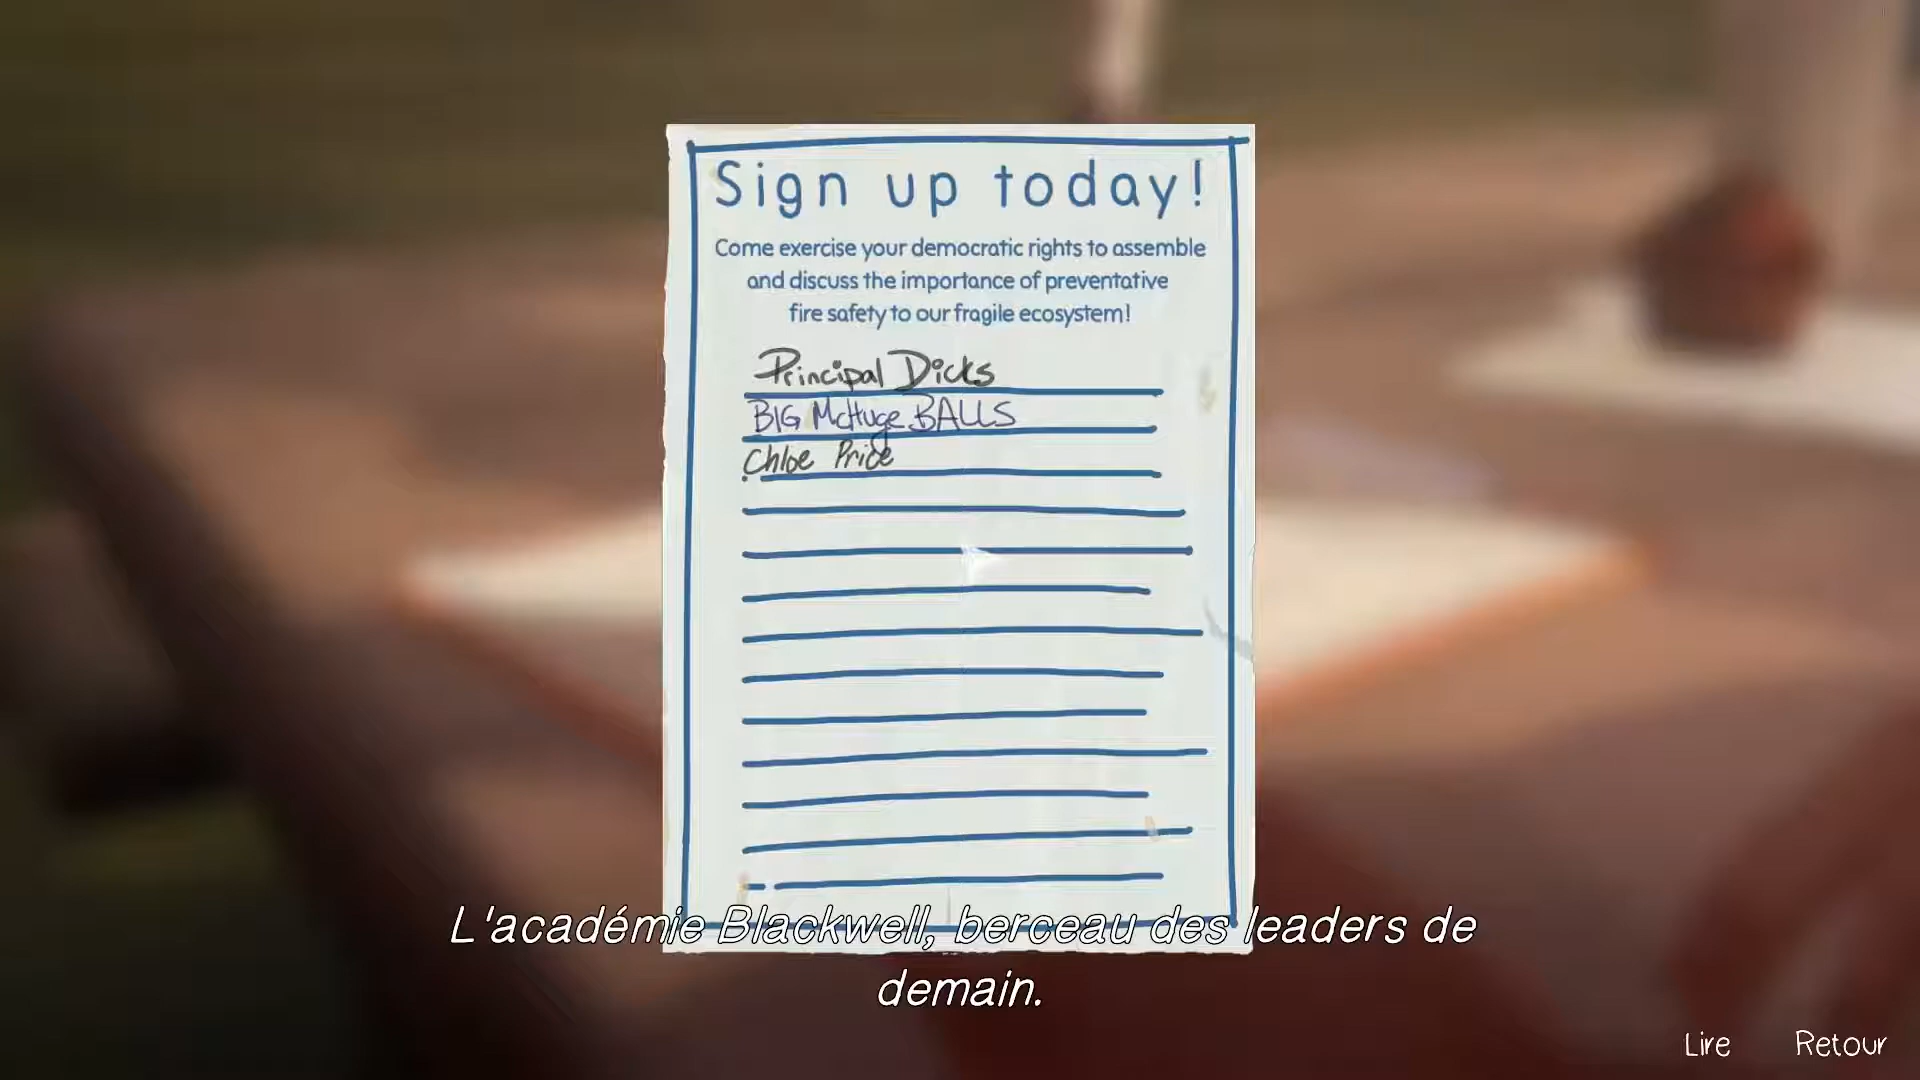 Sign up today!
Come exercise your democratic rights to assemble
and discuss the importance of preventative
fire safety to our fragile ecosystem!
Principal Dicks
BIG McHuge BALLS
Chloe Price
L'académie Blackwell, berceau des leaders de
demain.
Lire Retour